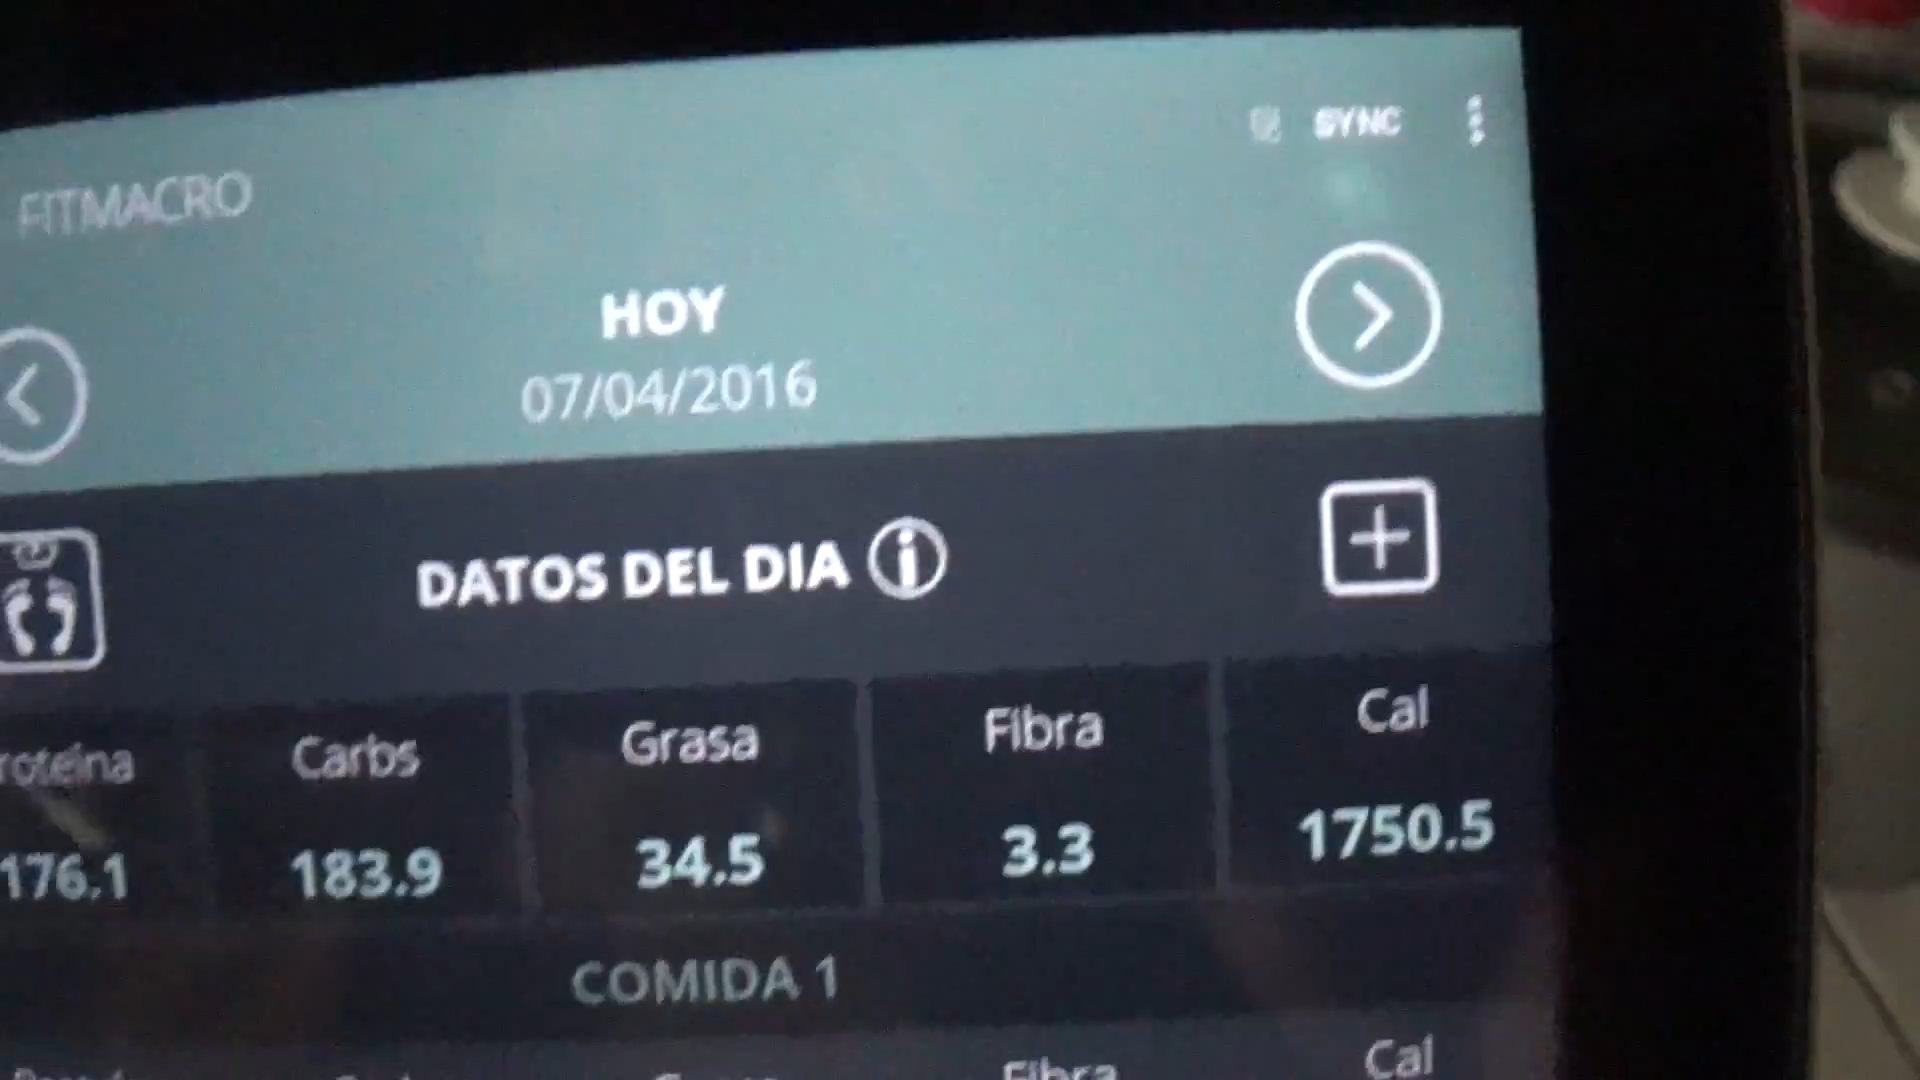 SYNC
FITMACRO
HOY
07/04/2016
DATOS DEL DIA
roteína Carbs Grasa Fibra Cal
176.1 183.9 34.5 3.3 1750.5
COMIDA 1
Fibra Cal